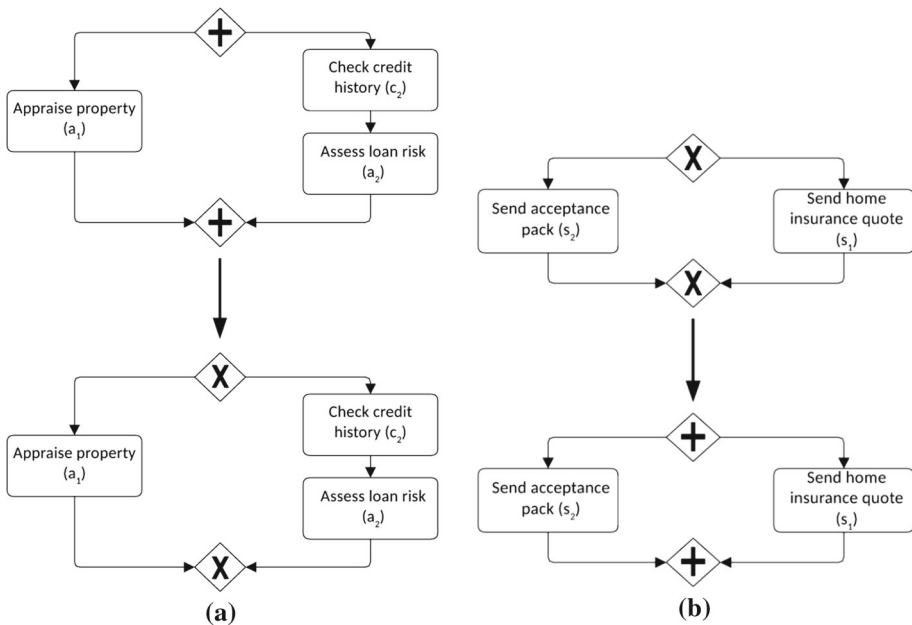 Check credit
history (c₂)
Appraise property
(a₁)
Assess loan risk
(a₂)
Check credit
history (c₂)
Appraise property
(a₁)
Assess loan risk
(a₂)
(a)
Send acceptance
pack (s₂)
Send home
insurance quote
(s₁)
Send acceptance
pack (s₂)
Send home
insurance quote
(s₁)
(b)